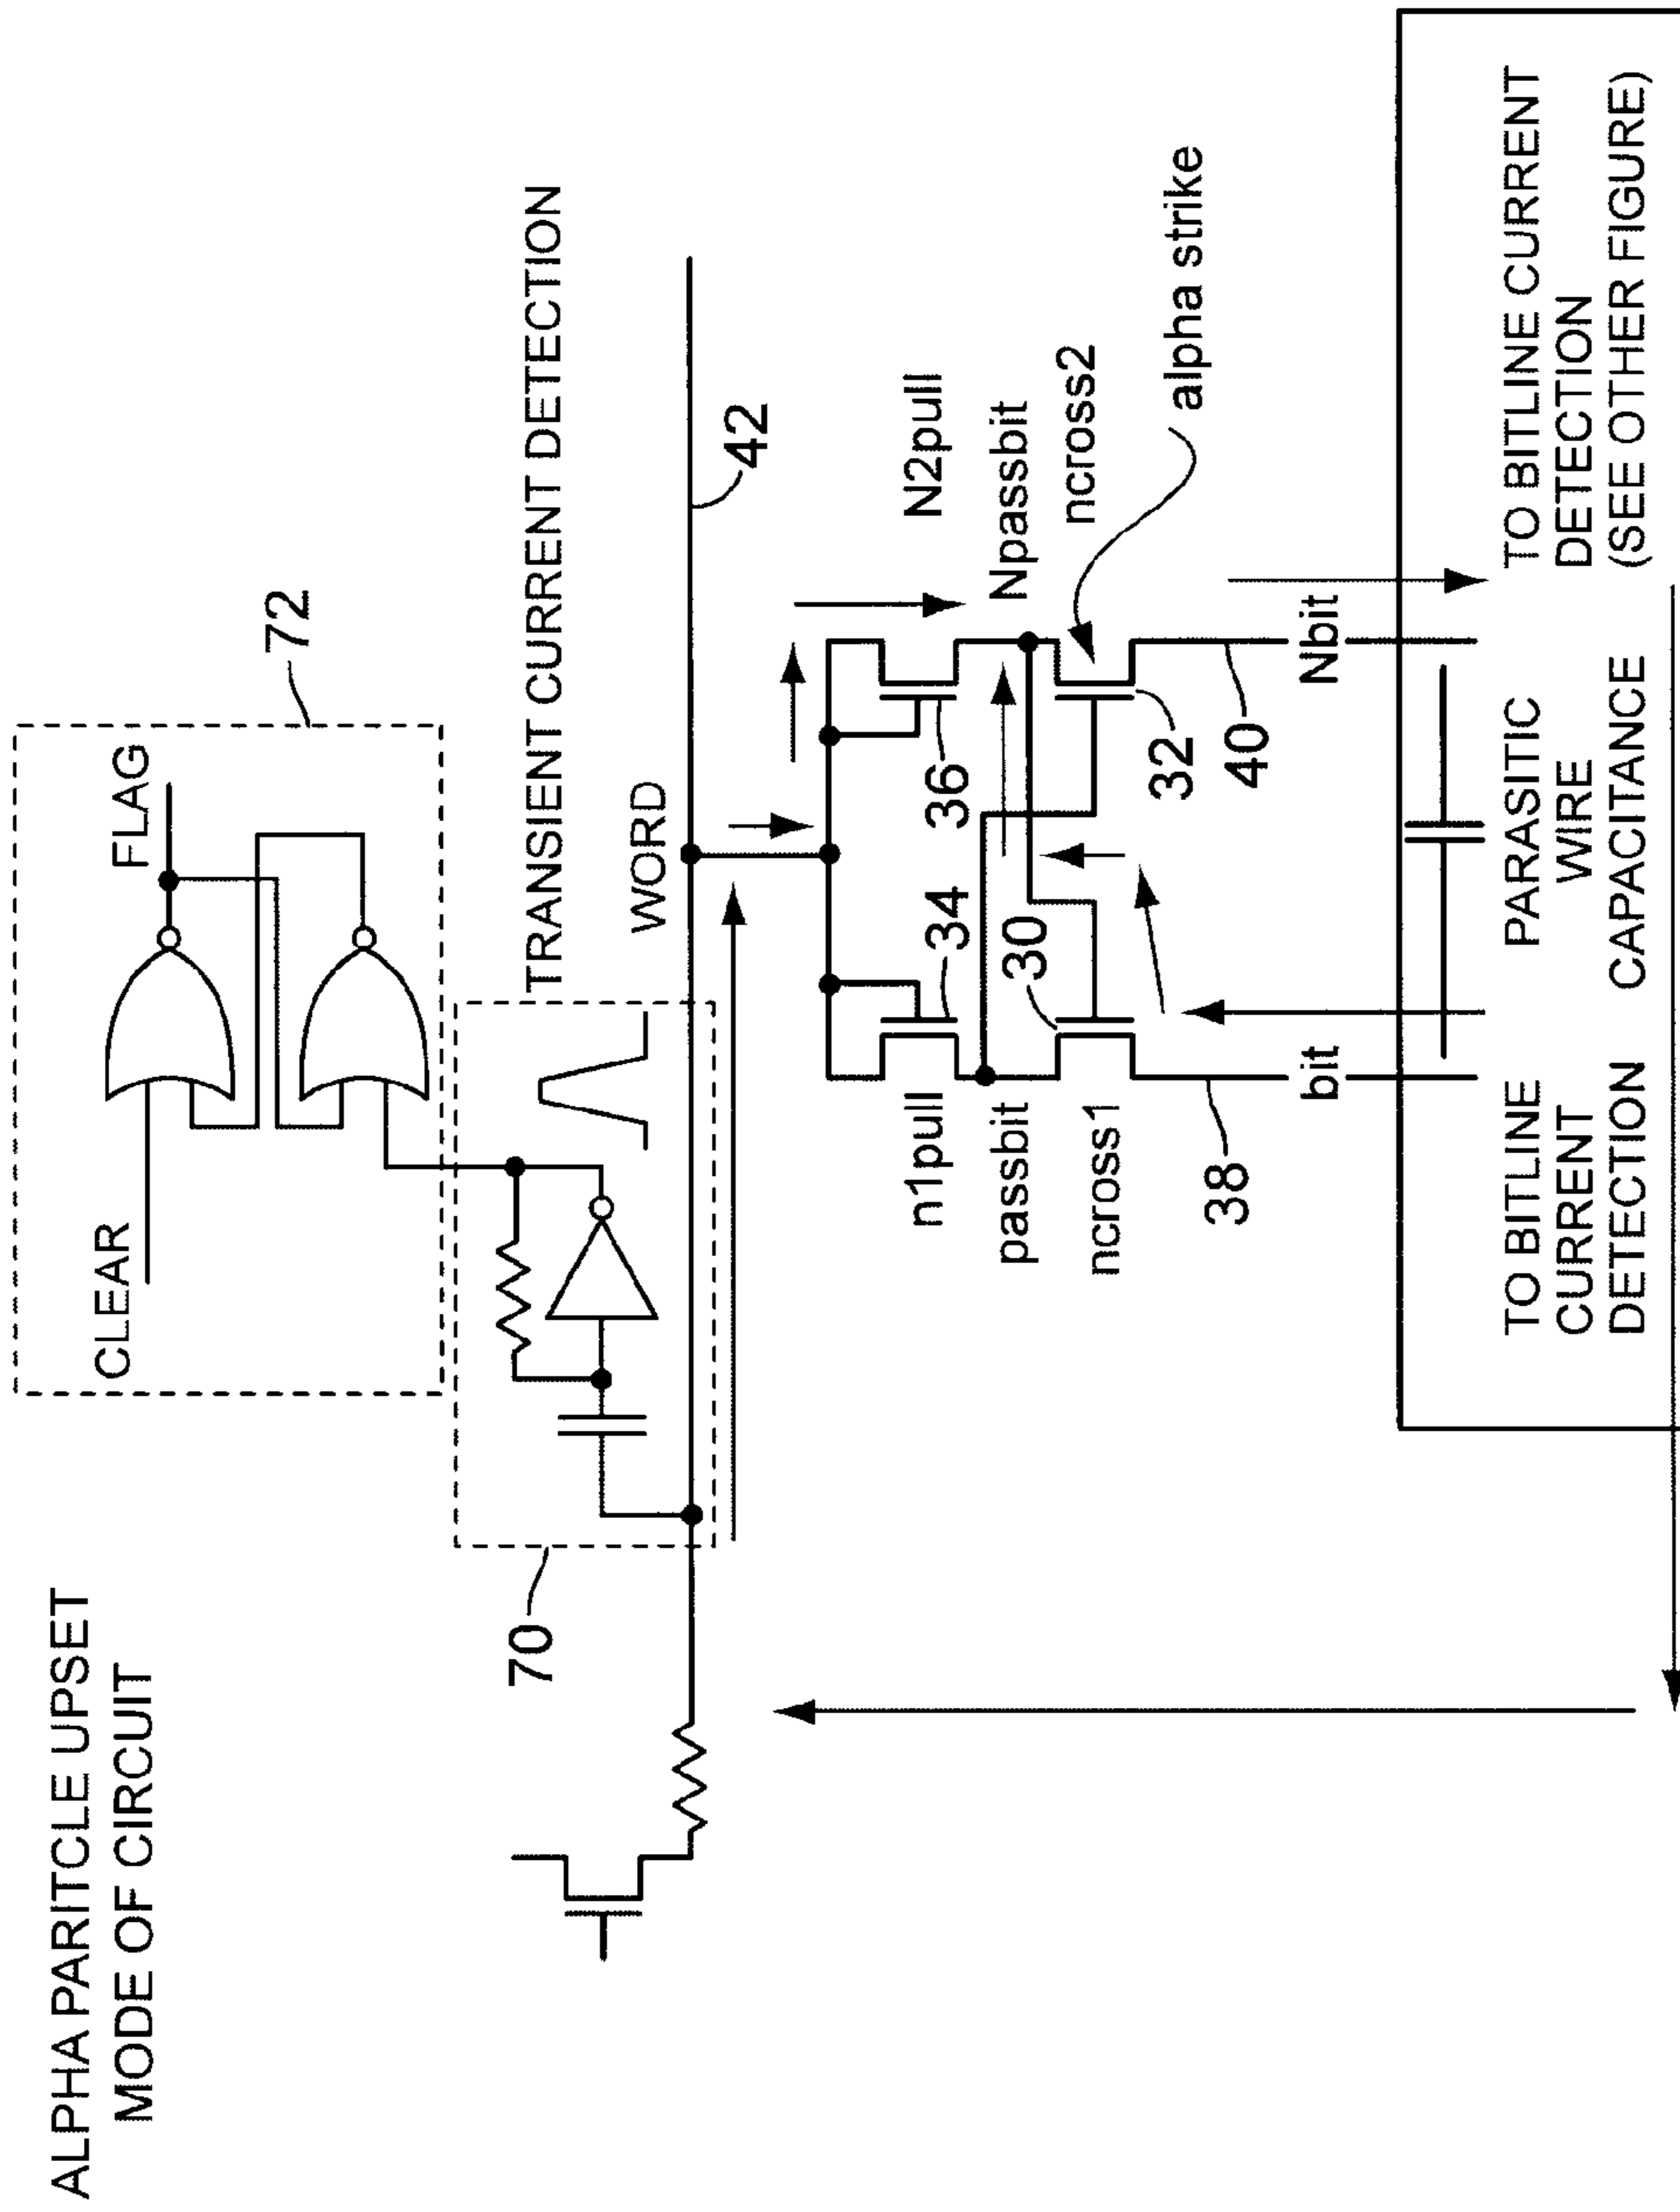 ALPHA PARITCLE UPSET
MODE OF CIRCUIT
CLEAR
FLAG
72
70
TRANSIENT CURRENT DETECTION
WORD
42
n1pull
34
36
N2pull
passbit
Npassbit
30
ncross1
ncross2
32
alpha strike
38
40
bit
Nbit
TO BITLINE
CURRENT
DETECTION
PARASITIC
WIRE
CAPACITANCE
TO BITLINE CURRENT
DETECTION
(SEE OTHER FIGURE)